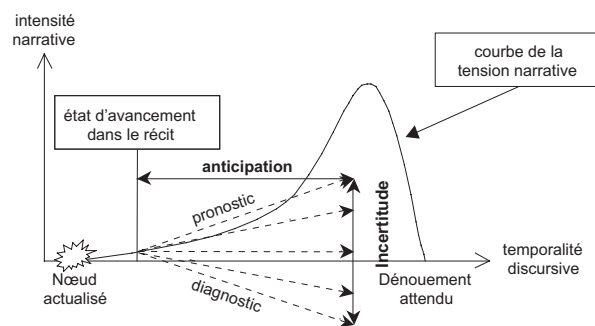 intensité
narrative
courbe de la
tension narrative
état d'avancement
dans le récit
anticipation
pronostic
Incertitude
diagnostic
temporalité
discursive
Nœud
actualisé
Dénouement
attendu